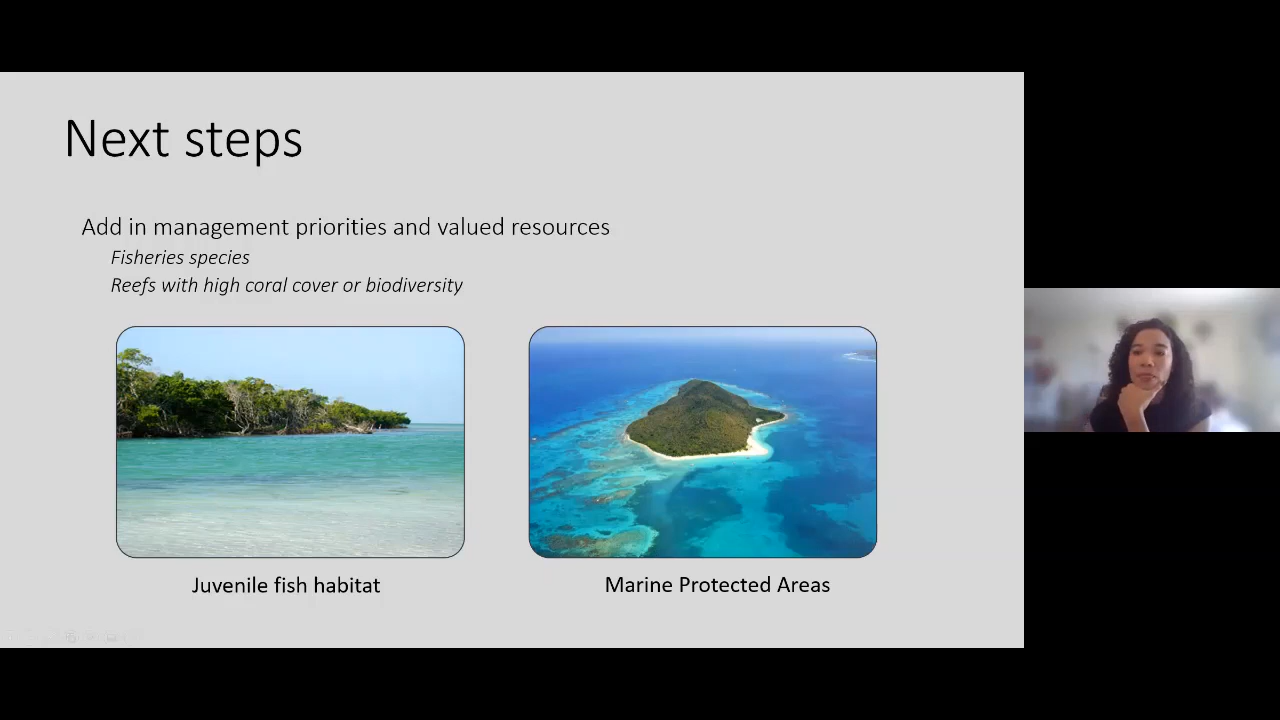 Next steps
Add in management priorities and valued resources
Fisheries species
Reefs with high coral cover or biodiversity
Juvenile fish habitat
Marine Protected Areas